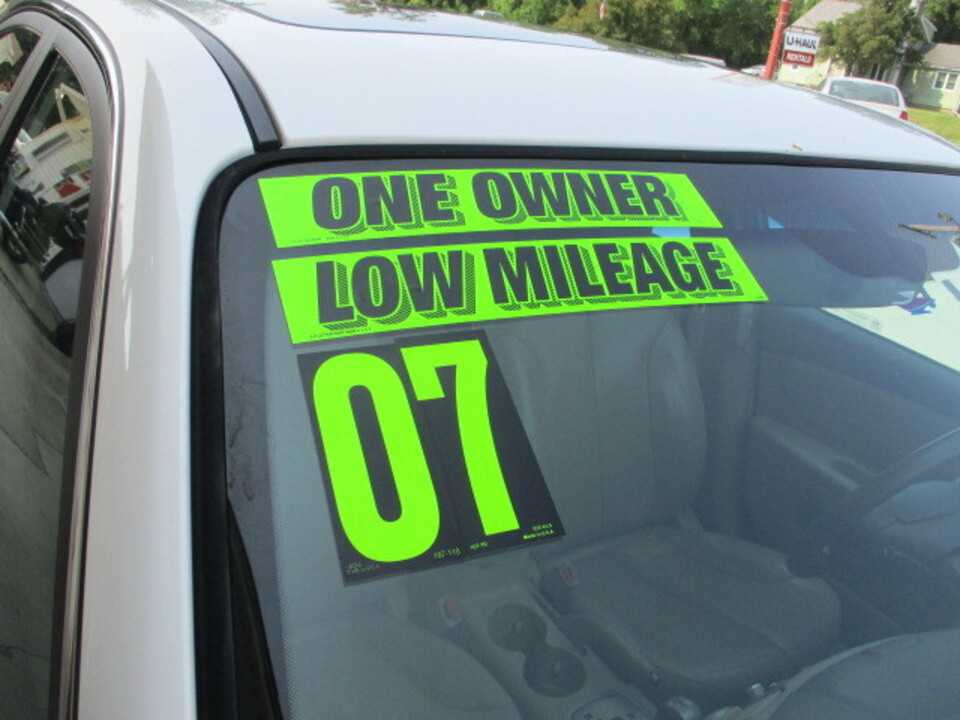 U-HAUL
RENTALS
ONE OWNER
LOW MILEAGE
07